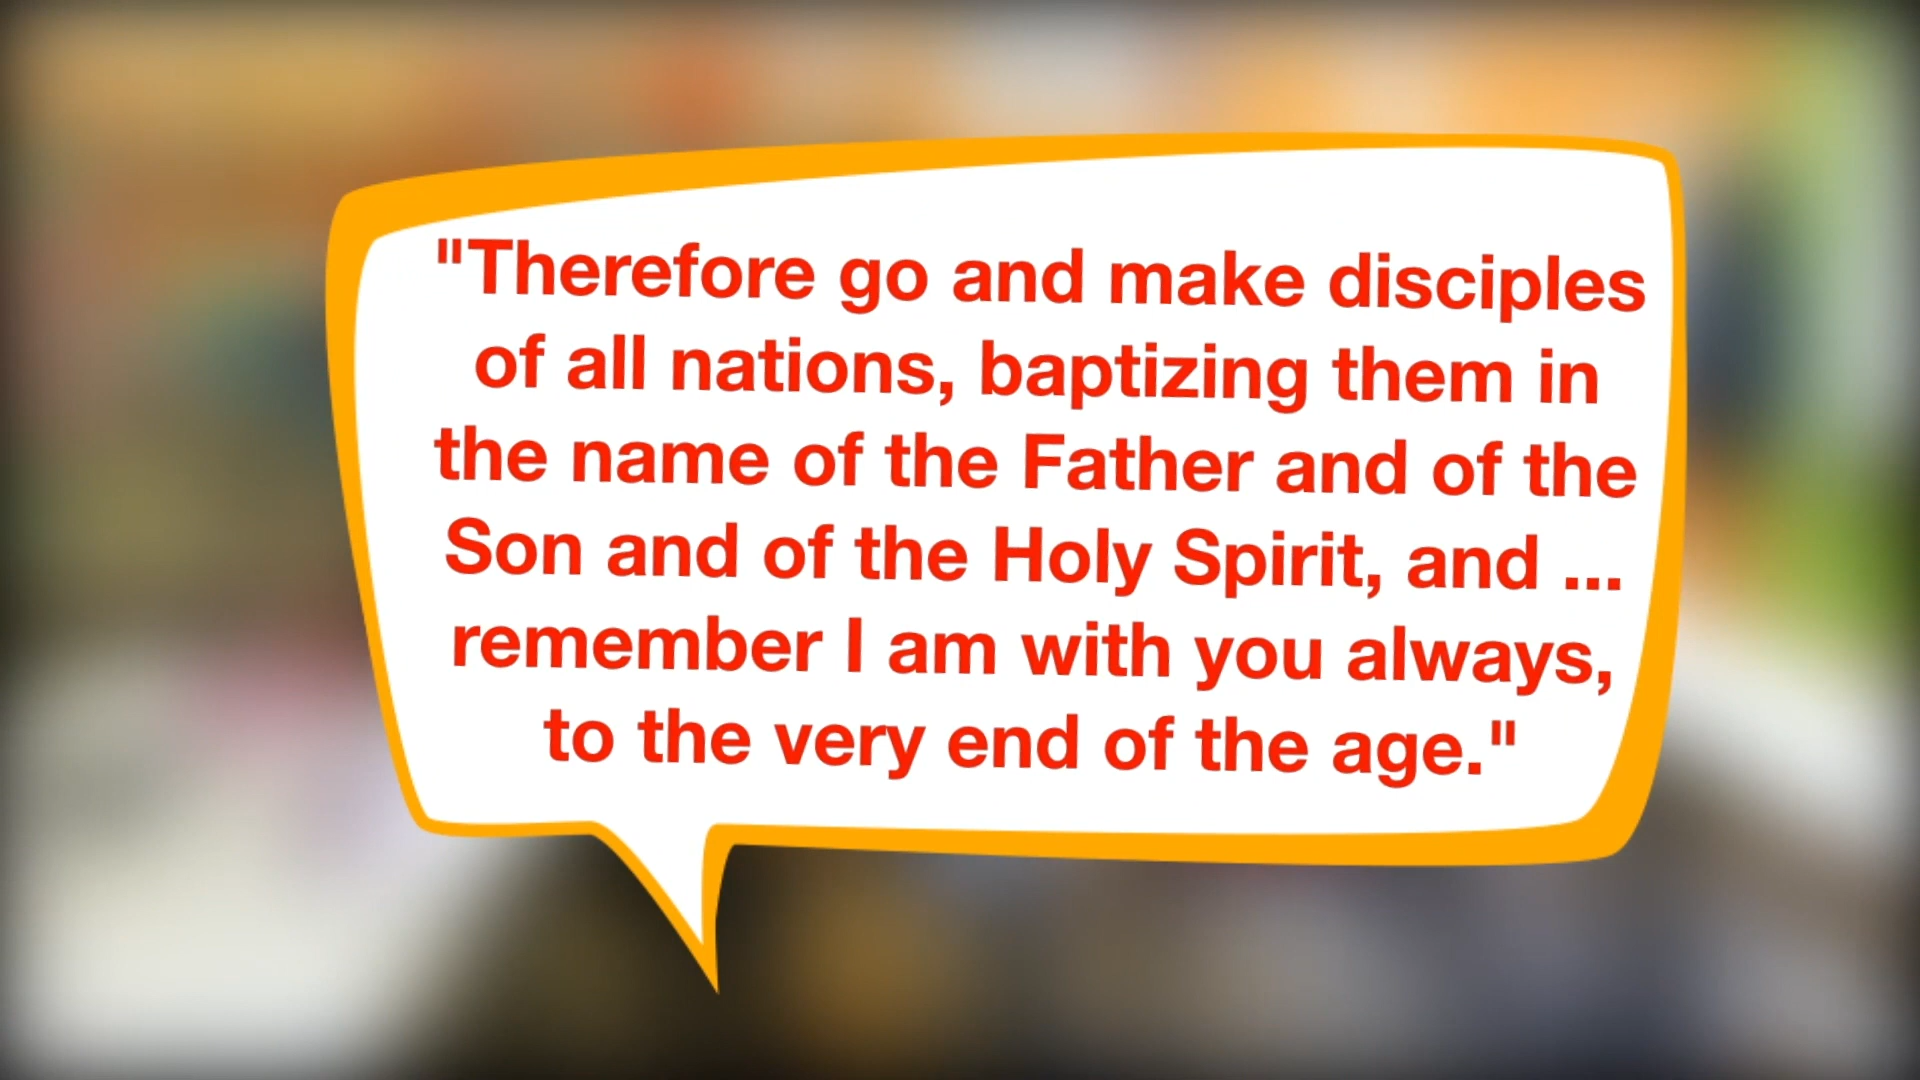 "Therefore go and make disciples
of all nations, baptizing them in
the name of the Father and of the
Son and of the Holy Spirit, and ...
remember I am with you always,
to the very end of the age."